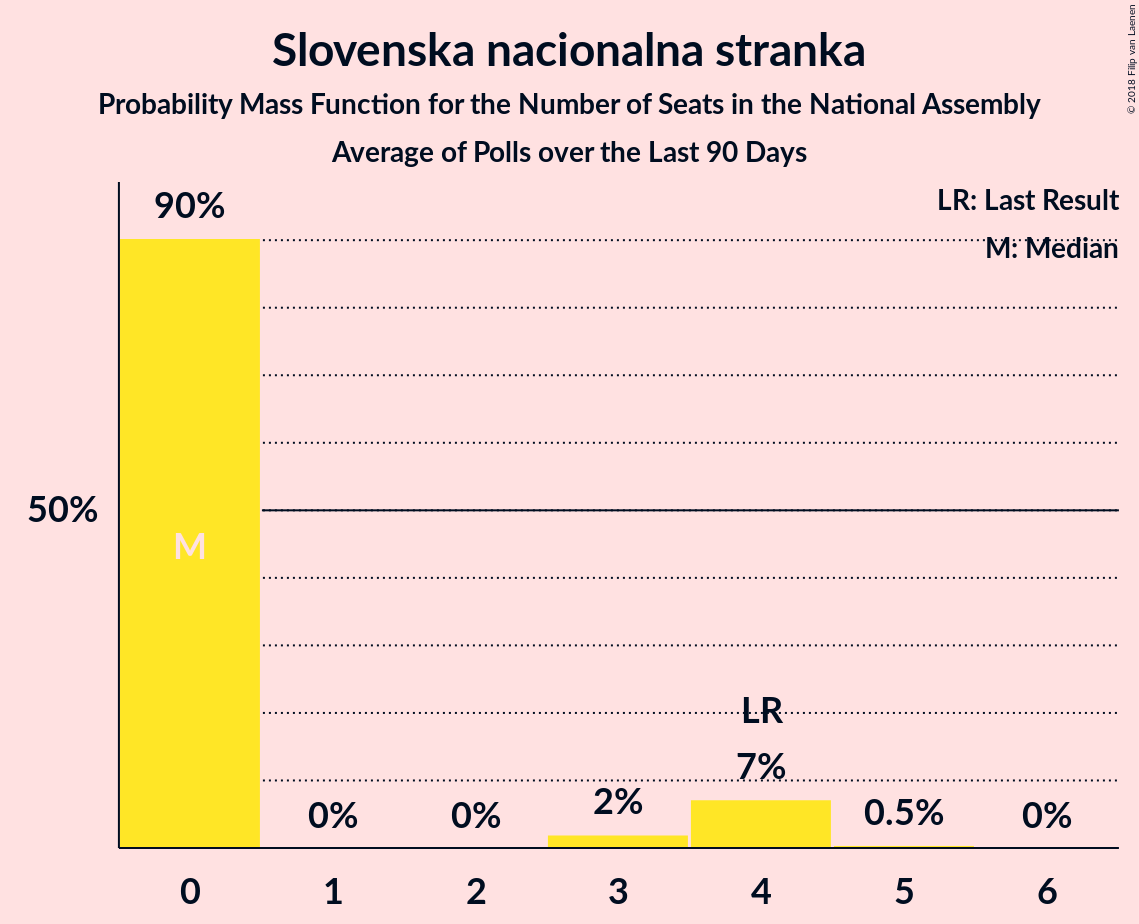 Slovenska nacionalna stranka
Probability Mass Function for the Number of Seats in the National Assembly
Average of Polls over the Last 90 Days
© 2018 Filip van Laenen
LR: Last Result
M: Median
90%
50%
M
LR
7%
0%
0%
2%
0.5%
0%
0 1 2 3 4 5 6